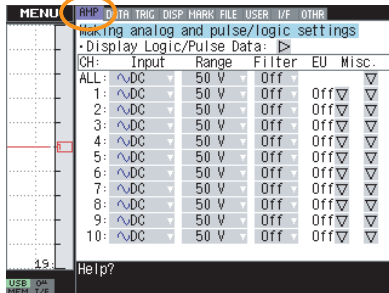 MENU AMP DATA TRIG DISP MARK FILE USER I/F OTHR
Making analog and pulse/logic settings
・Display Logic/Pulse Data: ▷
CH: Input Range Filter EU Misc.
ALL: ∿DC ▽ 50 V ▽ Off ▽ ▽
1: ∿DC ▽ 50 V ▽ Off ▽ Off▽ ▽
2: ∿DC ▽ 50 V ▽ Off ▽ Off▽ ▽
3: ∿DC ▽ 50 V ▽ Off ▽ Off▽ ▽
4: ∿DC ▽ 50 V ▽ Off ▽ Off▽ ▽
5: ∿DC ▽ 50 V ▽ Off ▽ Off▽ ▽
6: ∿DC ▽ 50 V ▽ Off ▽ Off▽ ▽
7: ∿DC ▽ 50 V ▽ Off ▽ Off▽ ▽
8: ∿DC ▽ 50 V ▽ Off ▽ Off▽ ▽
9: ∿DC ▽ 50 V ▽ Off ▽ Off▽ ▽
10: ∿DC ▽ 50 V ▽ Off ▽ Off▽ ▽
19:
Help?
USB
MEM I/F